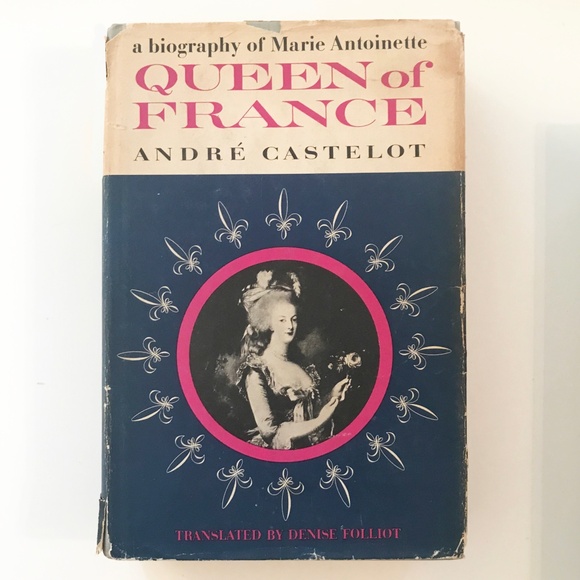 a biography of Marie Antoinette
QUEEN of
FRANCE
ANDRÉ CASTELOT
TRANSLATED BY DENISE FOLLIOT